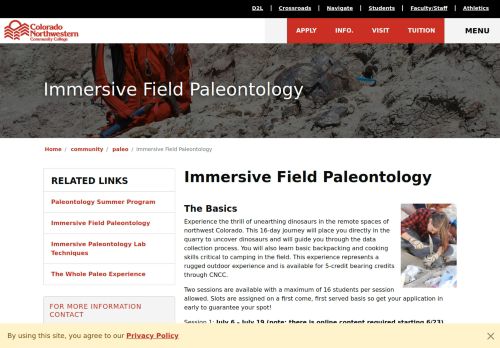 D2L | Crossroads | Navigate | Students | Faculty/Staff | Athletics
Colorado
Northwestern
Community College
APPLY INFO. VISIT TUITION MENU
Immersive Field Paleontology
Home / community / paleo / Immersive Field Paleontology
RELATED LINKS
Paleontology Summer Program
Immersive Field Paleontology
Immersive Paleontology Lab
Techniques
The Whole Paleo Experience
FOR MORE INFORMATION
CONTACT
Immersive Field Paleontology
The Basics
Experience the thrill of unearthing dinosaurs in the remote spaces of
northwest Colorado. This 16-day journey will place you directly in the
quarry to uncover dinosaurs and will guide you through the data
collection process. You will also learn basic backpacking and cooking
skills critical to camping in the field. This experience represents a
rugged outdoor experience and is available for 5-credit bearing credits
through CNCC.
Two sessions are available with a maximum of 16 students per session
allowed. Slots are assigned on a first come, first served basis so get your application in
early to guarantee your spot!
Session 1: July 6 – July 19 (note: there is online content required starting 6/23)
By using this site, you agree to our Privacy Policy
×